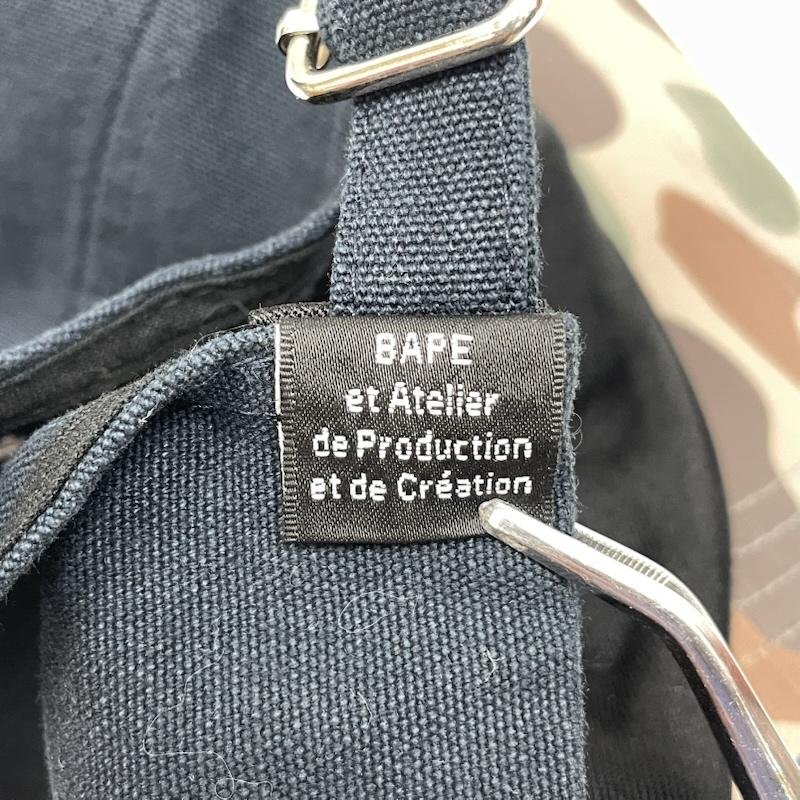 BAPE
et Atelier
de Production
et de Création